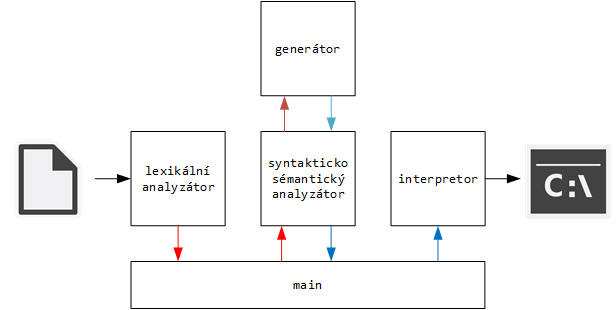 generátor
lexikální
analyzátor
syntakticko
sémantický
analyzátor
interpretor
C:\
main